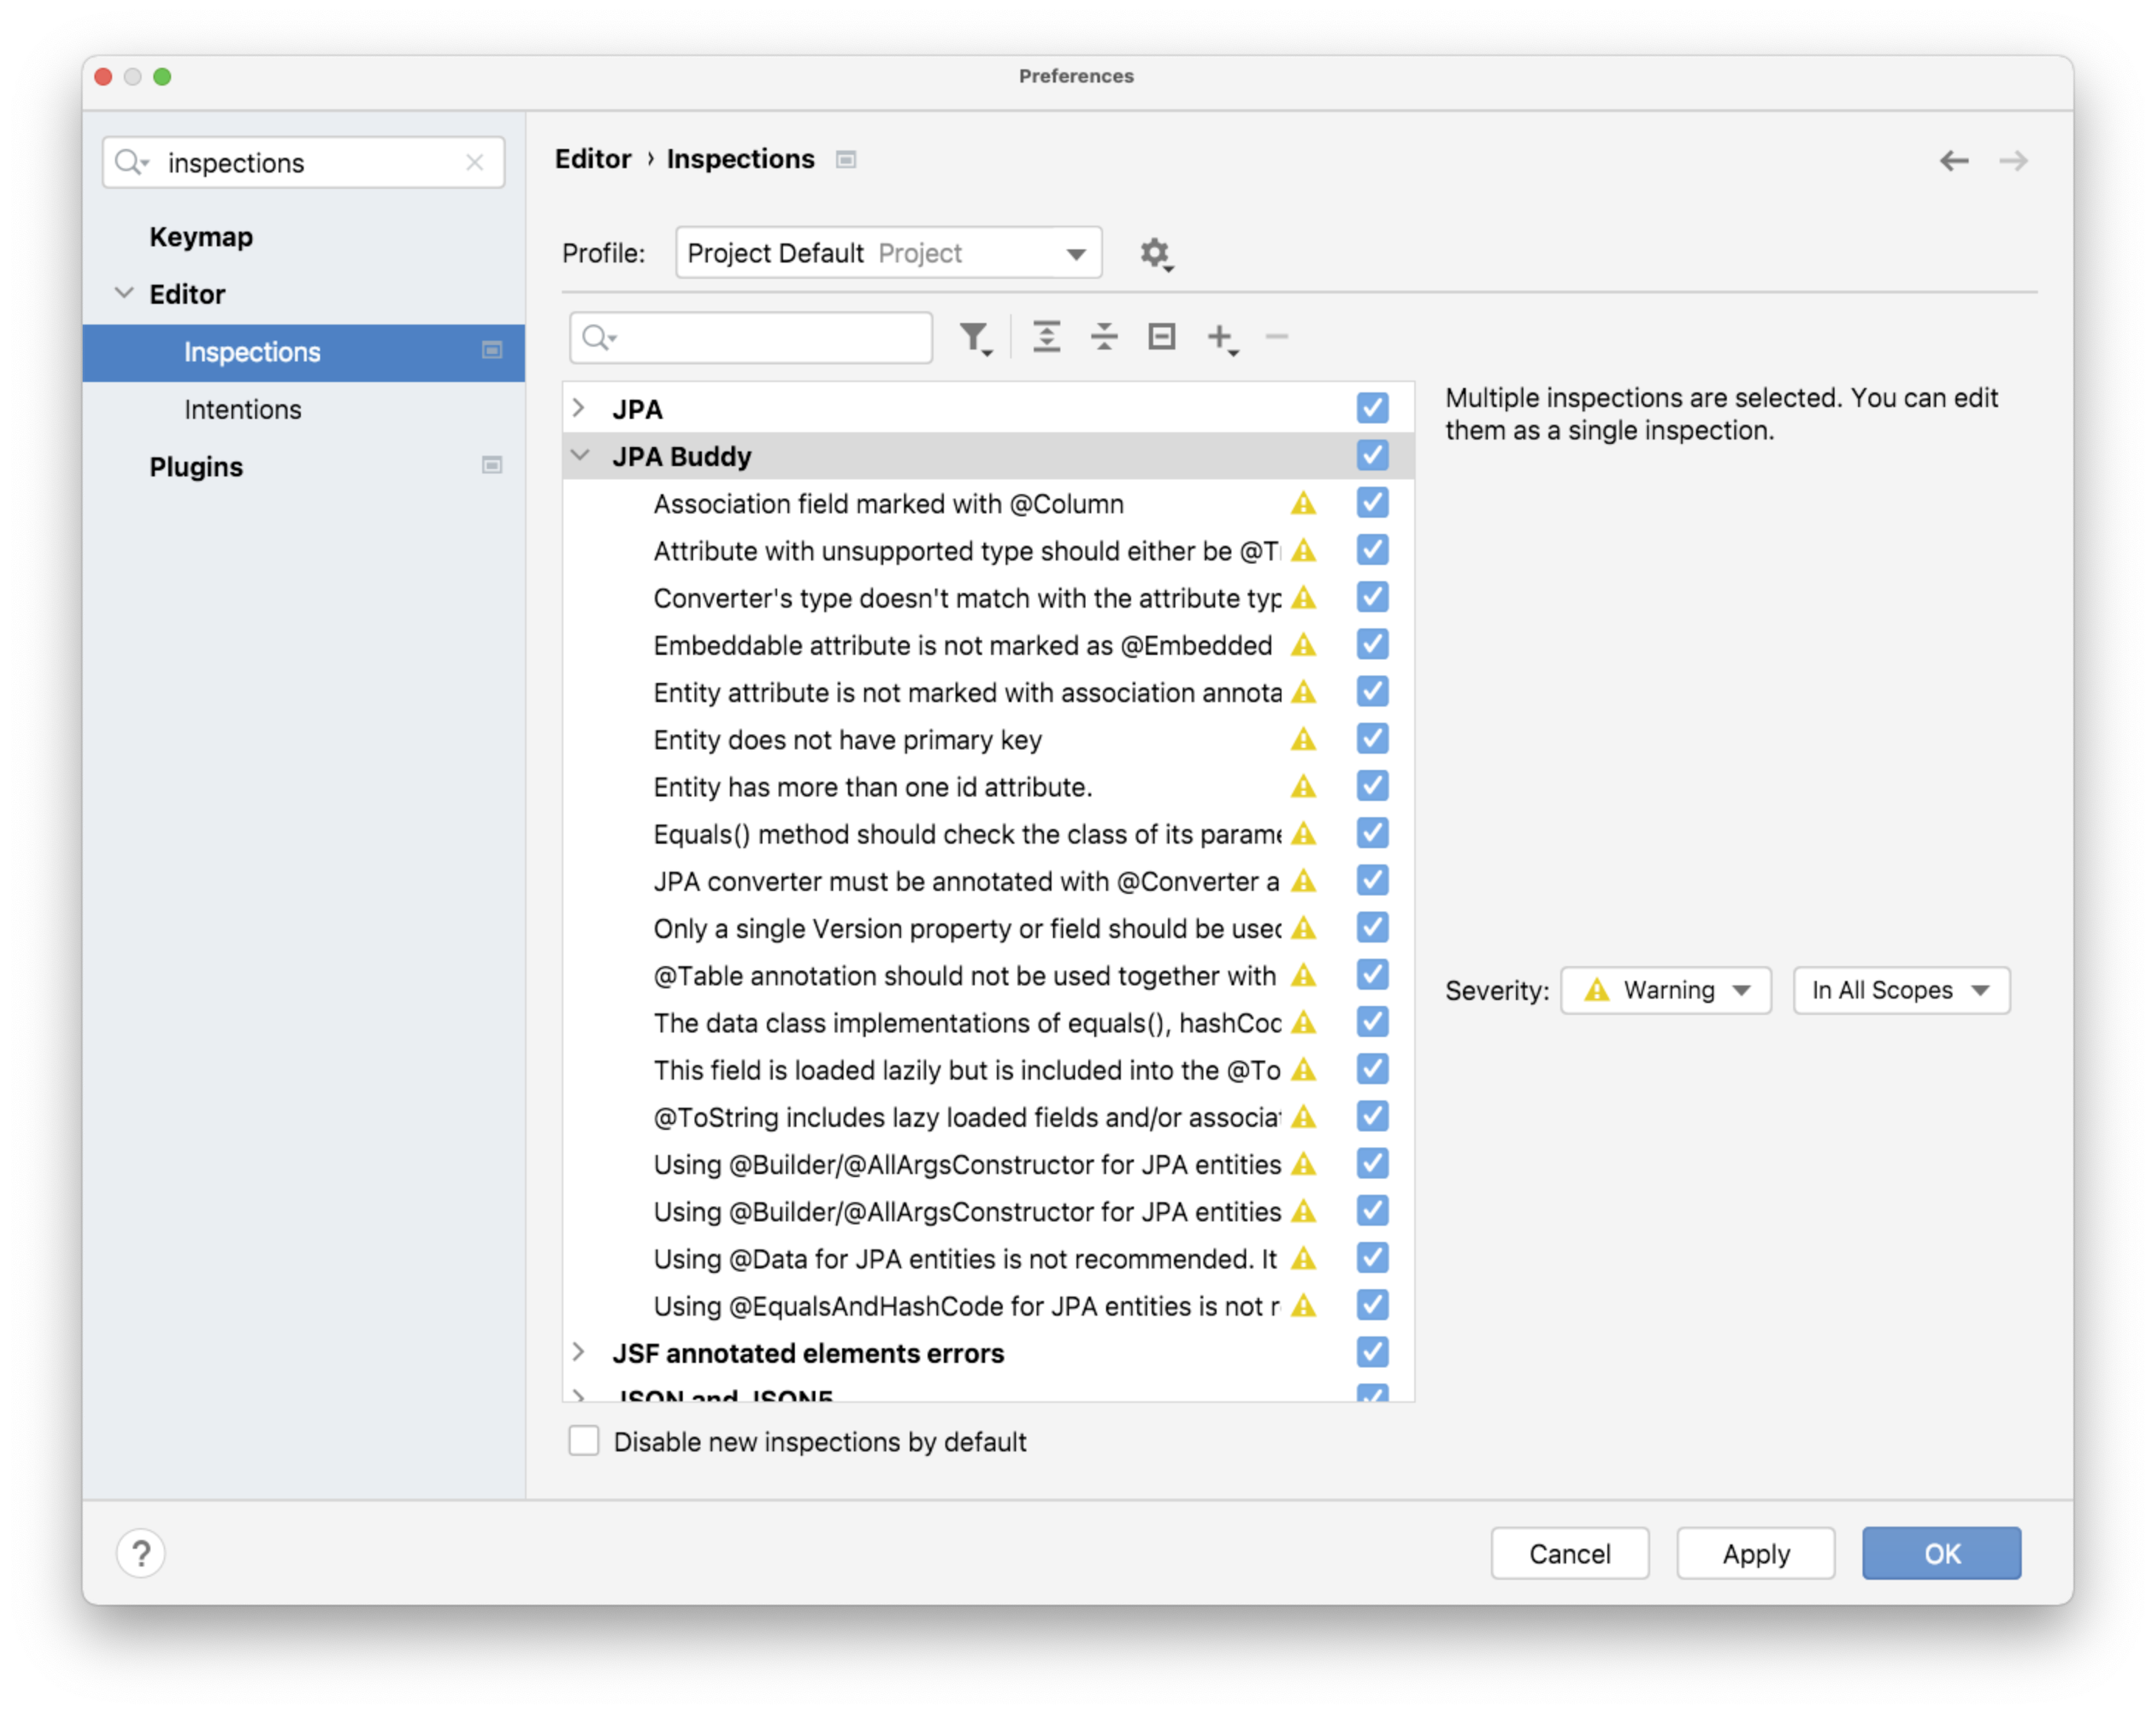 Preferences
inspections
Keymap
Editor
Inspections
Intentions
Plugins
Editor › Inspections
Profile: Project Default Project
JPA
JPA Buddy
Association field marked with @Column
Attribute with unsupported type should either be
Converter's type doesn't match with the attribute
Embeddable attribute is not marked as @Embedded
Entity attribute is not marked with association
Entity does not have primary key
Entity has more than one id attribute.
Equals() method should check the class of its
JPA converter must be annotated with @Converter a
Only a single Version property or field should be
@Table annotation should not be used together with
The data class implementations of equals(),
This field is loaded lazily but is included into the @To
@ToString includes lazy loaded fields and/or
Using @Builder/@AllArgsConstructor for JPA entities
Using @Builder/@AllArgsConstructor for JPA entities
Using @Data for JPA entities is not recommended. It
Using @EqualsAndHashCode for JPA entities is not
JSF annotated elements errors
JSON and JSON5
Disable new inspections by default
Multiple inspections are selected. You can edit
them as a single inspection.
Severity: Warning In All Scopes
?
Cancel Apply OK